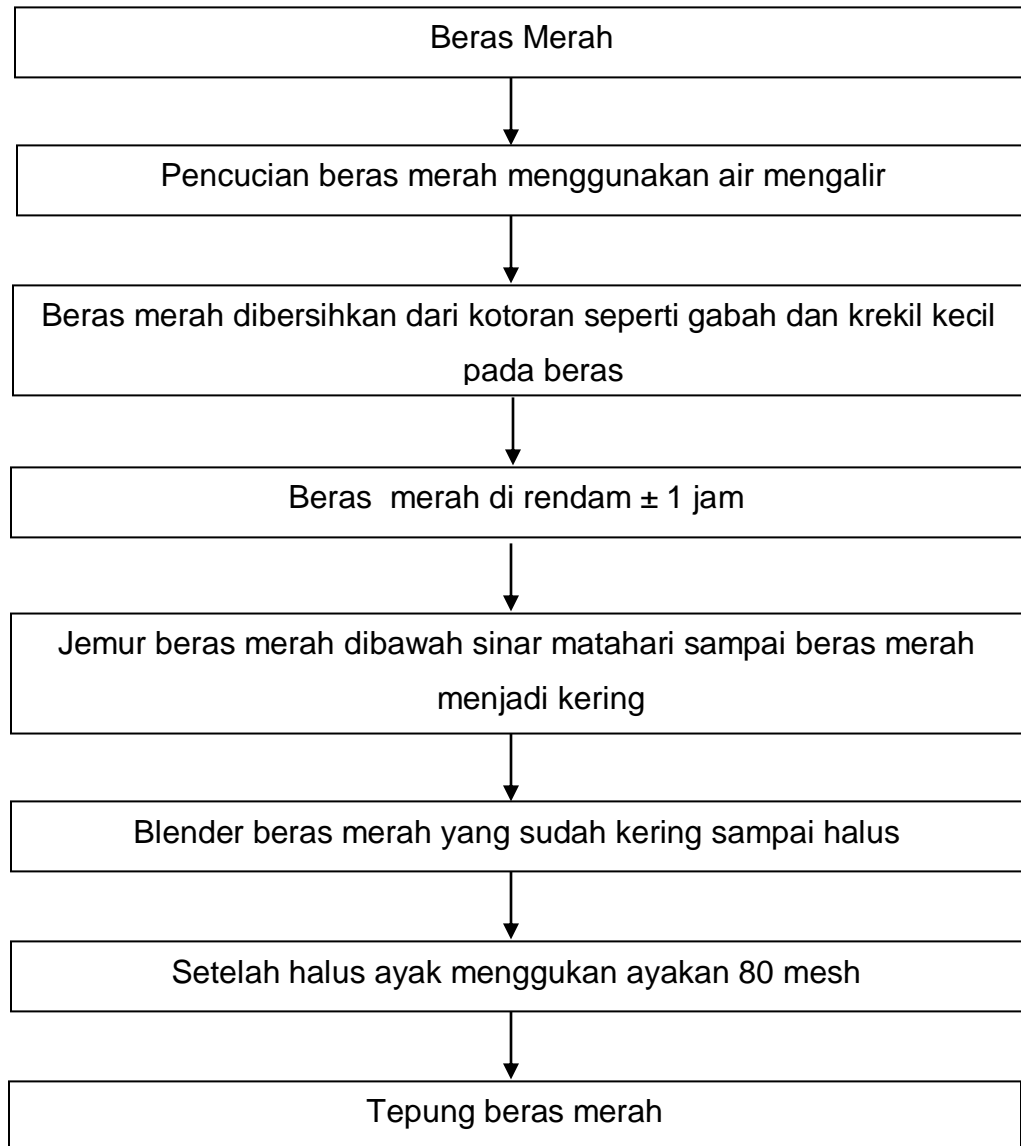 Beras Merah
Pencucian beras merah menggunakan air mengalir
Beras merah dibersihkan dari kotoran seperti gabah dan krekil kecil
pada beras
Beras  merah di rendam ± 1 jam
Jemur beras merah dibawah sinar matahari sampai beras merah
menjadi kering
Blender beras merah yang sudah kering sampai halus
Setelah halus ayak menggukan ayakan 80 mesh
Tepung beras merah